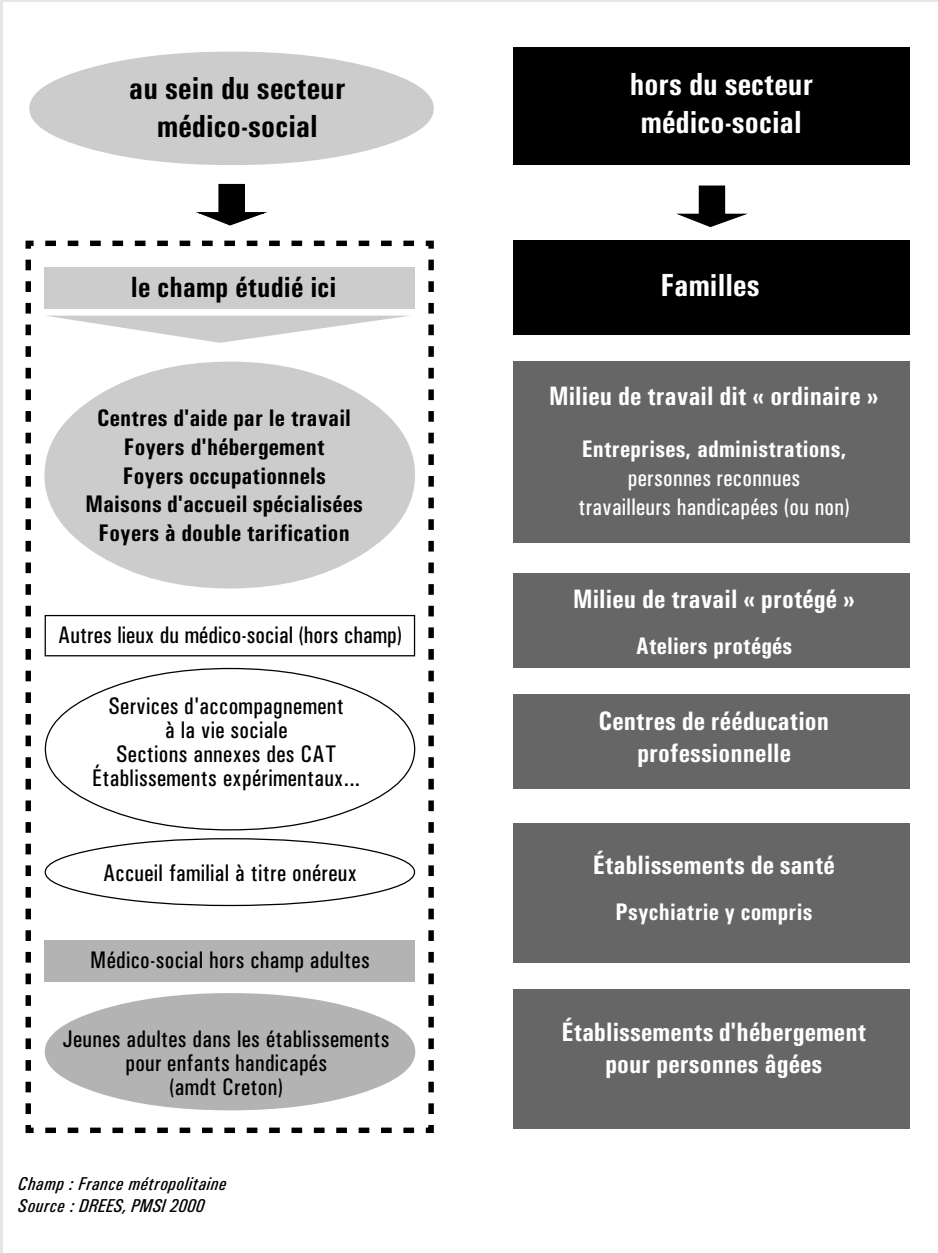 au sein du secteur
médico-social
le champ étudié ici
Centres d'aide par le travail
Foyers d'hébergement
Foyers occupationnels
Maisons d'accueil spécialisées
Foyers à double tarification
Autres lieux du médico-social (hors champ)
Services d'accompagnement
à la vie sociale
Sections annexes des CAT
Établissements expérimentaux...
Accueil familial à titre onéreux
Médico-social hors champ adultes
Jeunes adultes dans les établissements
pour enfants handicapés
(amdt Creton)
hors du secteur
médico-social
Familles
Milieu de travail dit « ordinaire »
Entreprises, administrations,
personnes reconnues
travailleurs handicapées (ou non)
Milieu de travail « protégé »
Ateliers protégés
Centres de rééducation
professionnelle
Établissements de santé
Psychiatrie y compris
Établissements d'hébergement
pour personnes âgées
Champ : France métropolitaine
Source : DREES, PMSI 2000